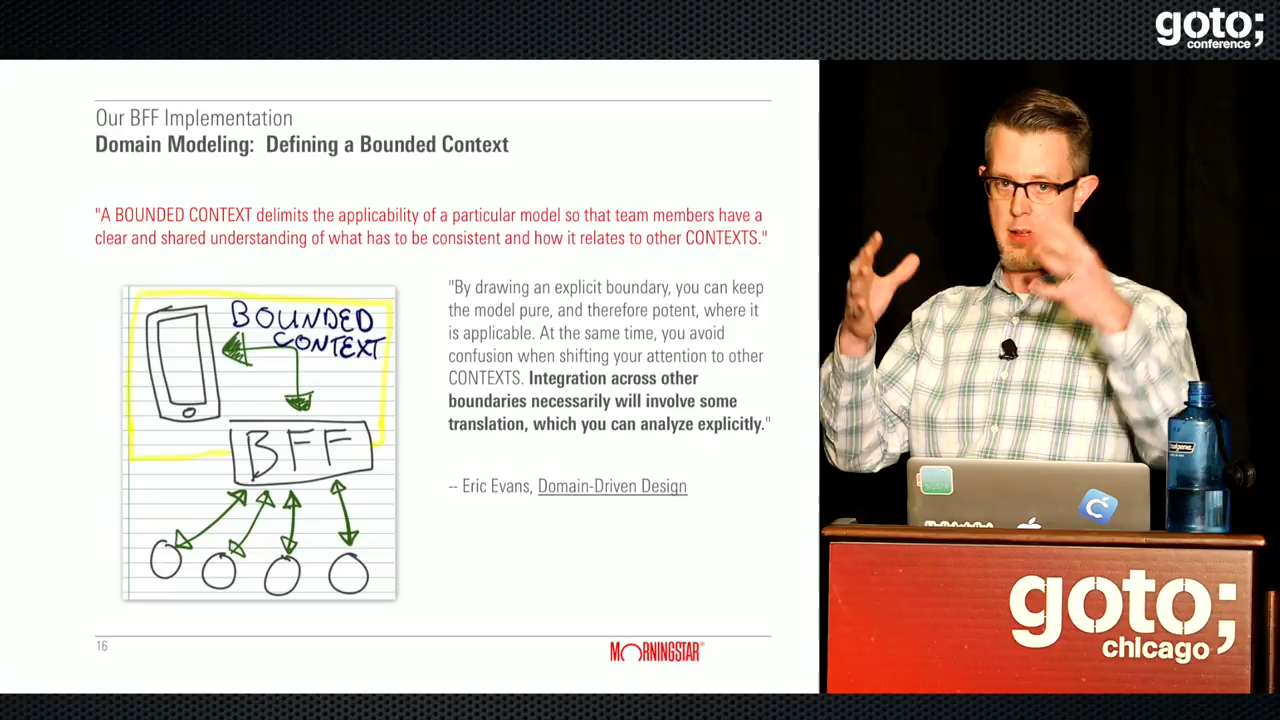 goto;
conference
Our BFF Implementation
Domain Modeling: Defining a Bounded Context
"A BOUNDED CONTEXT delimits the applicability of a particular model so that team members have a
clear and shared understanding of what has to be consistent and how it relates to other CONTEXTS."
BOUNDED
CONTEXT
BFF
"By drawing an explicit boundary, you can keep
the model pure, and therefore potent, where it
is applicable. At the same time, you avoid
confusion when shifting your attention to other
CONTEXTS. Integration across other
boundaries necessarily will involve some
translation, which you can analyze explicitly."
-- Eric Evans, Domain-Driven Design
16
MORNINGSTAR®
nalgene
goto;
chicago